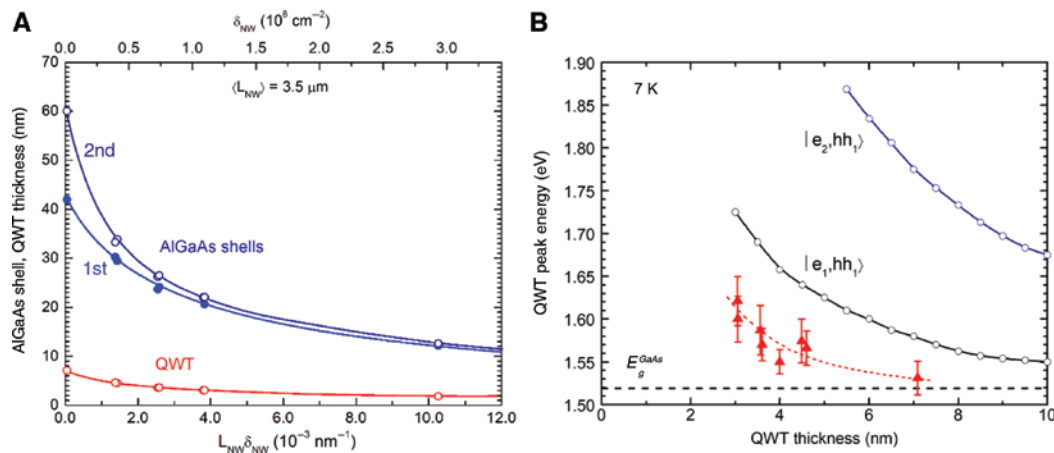 A
δNW (10⁸ cm⁻²)
0.0 0.5 1.0 1.5 2.0 2.5 3.0
70
60
50
40
30
20
10
0
AlGaAs shell, QWT thickness (nm)
⟨LNW⟩ = 3.5 μm
2nd
AlGaAs shells
1st
QWT
0.0 2.0 4.0 6.0 8.0 10.0 12.0
LNWδNW (10⁻³ nm⁻¹)
B
1.90
1.85
1.80
1.75
1.70
1.65
1.60
1.55
1.50
QWT peak energy (eV)
7 K
| e₂,hh₁⟩
| e₁,hh₁⟩
EgGaAs
0 2 4 6 8 10
QWT thickness (nm)